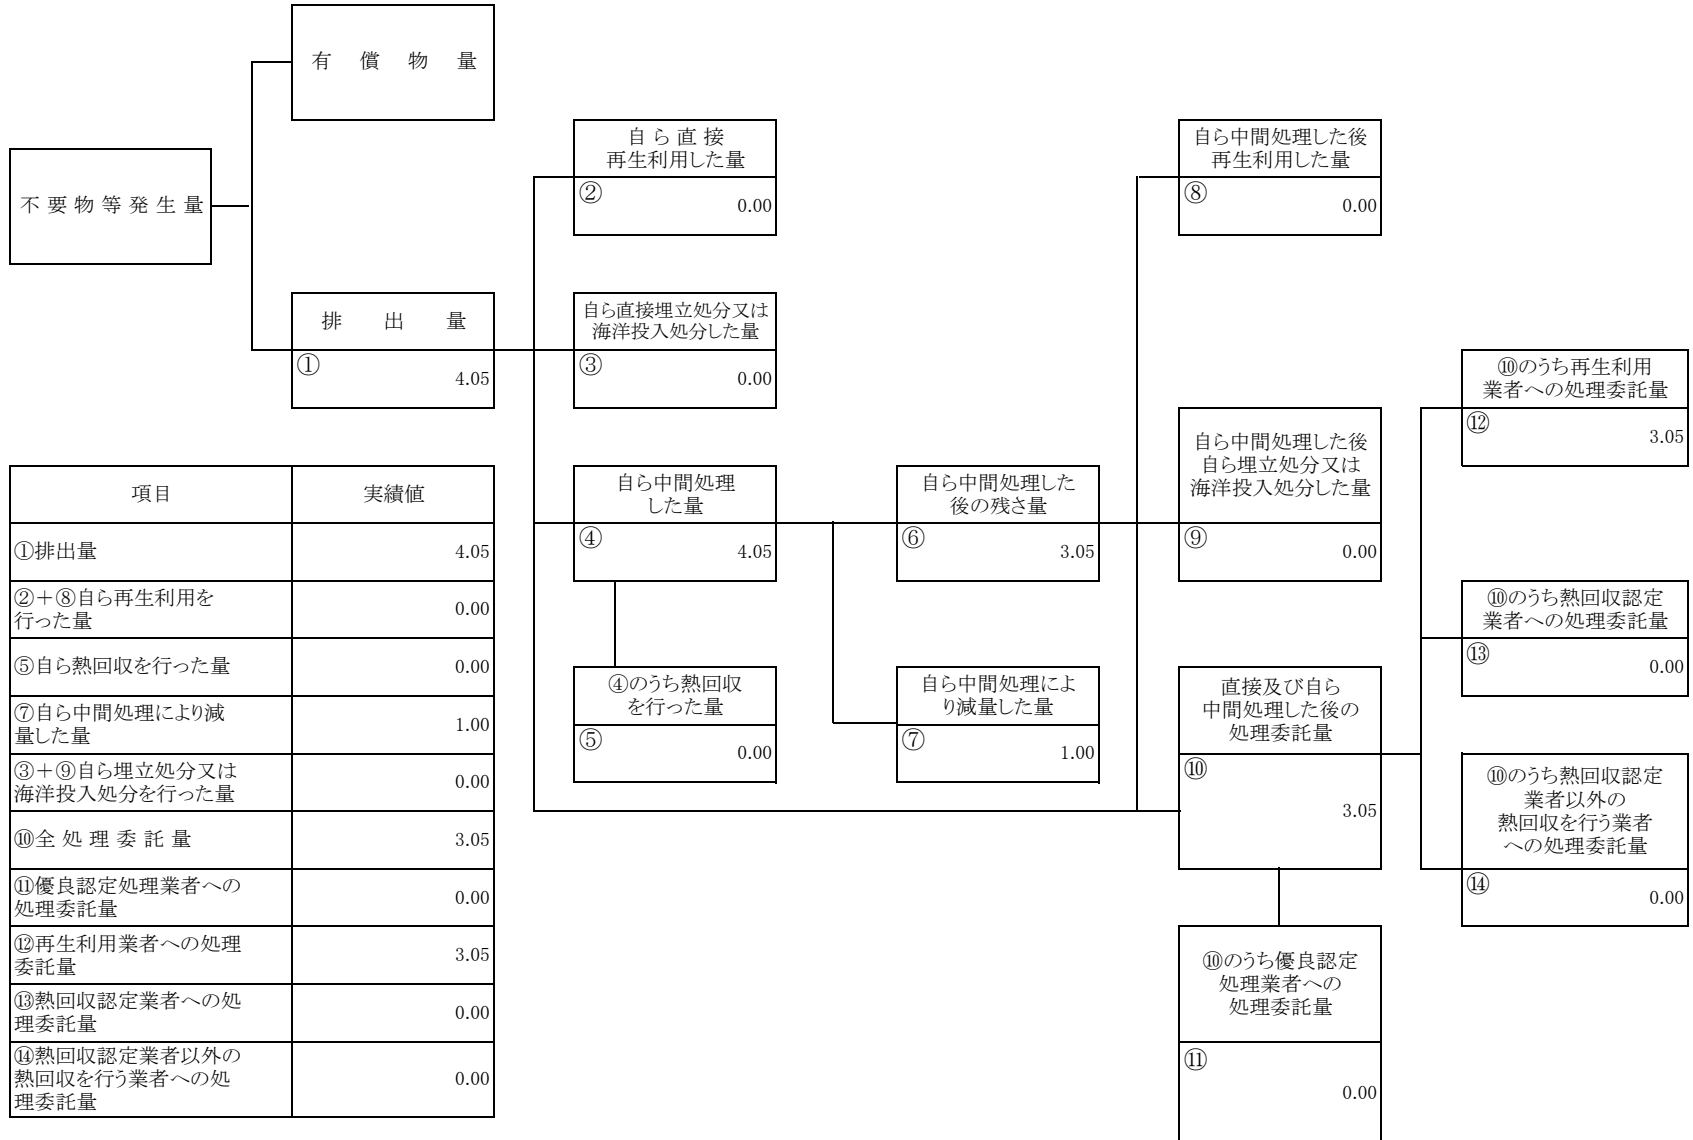 有 償 物 量
不 要 物 等 発 生 量
排 出 量
①
4.05
自 ら 直 接
再生利用した量
②
0.00
自ら直接埋立処分又は
海洋投入処分した量
③
0.00
自ら中間処理
した量
④
4.05
④のうち熱回収
を行った量
⑤
0.00
自ら中間処理した
後の残さ量
⑥
3.05
自ら中間処理によ
り減量した量
⑦
1.00
自ら中間処理した後
再生利用した量
⑧
0.00
自ら中間処理した後
自ら埋立処分又は
海洋投入処分した量
⑨
0.00
直接及び自ら
中間処理した後の
処理委託量
⑩
3.05
⑩のうち優良認定
処理業者への
処理委託量
⑪
0.00
⑩のうち再生利用
業者への処理委託量
⑫
3.05
⑩のうち熱回収認定
業者への処理委託量
⑬
0.00
⑩のうち熱回収認定
業者以外の
熱回収を行う業者
への処理委託量
⑭
0.00
項目 実績値
①排出量 4.05
②＋⑧自ら再生利用を
行った量
0.00
⑤自ら熱回収を行った量 0.00
⑦自ら中間処理により減
量した量
1.00
③＋⑨自ら埋立処分又は
海洋投入処分を行った量
0.00
⑩全 処 理 委 託 量 3.05
⑪優良認定処理業者への
処理委託量
0.00
⑫再生利用業者への処理
委託量
3.05
⑬熱回収認定業者への処
理委託量
0.00
⑭熱回収認定業者以外の
熱回収を行う業者への処
理委託量
0.00